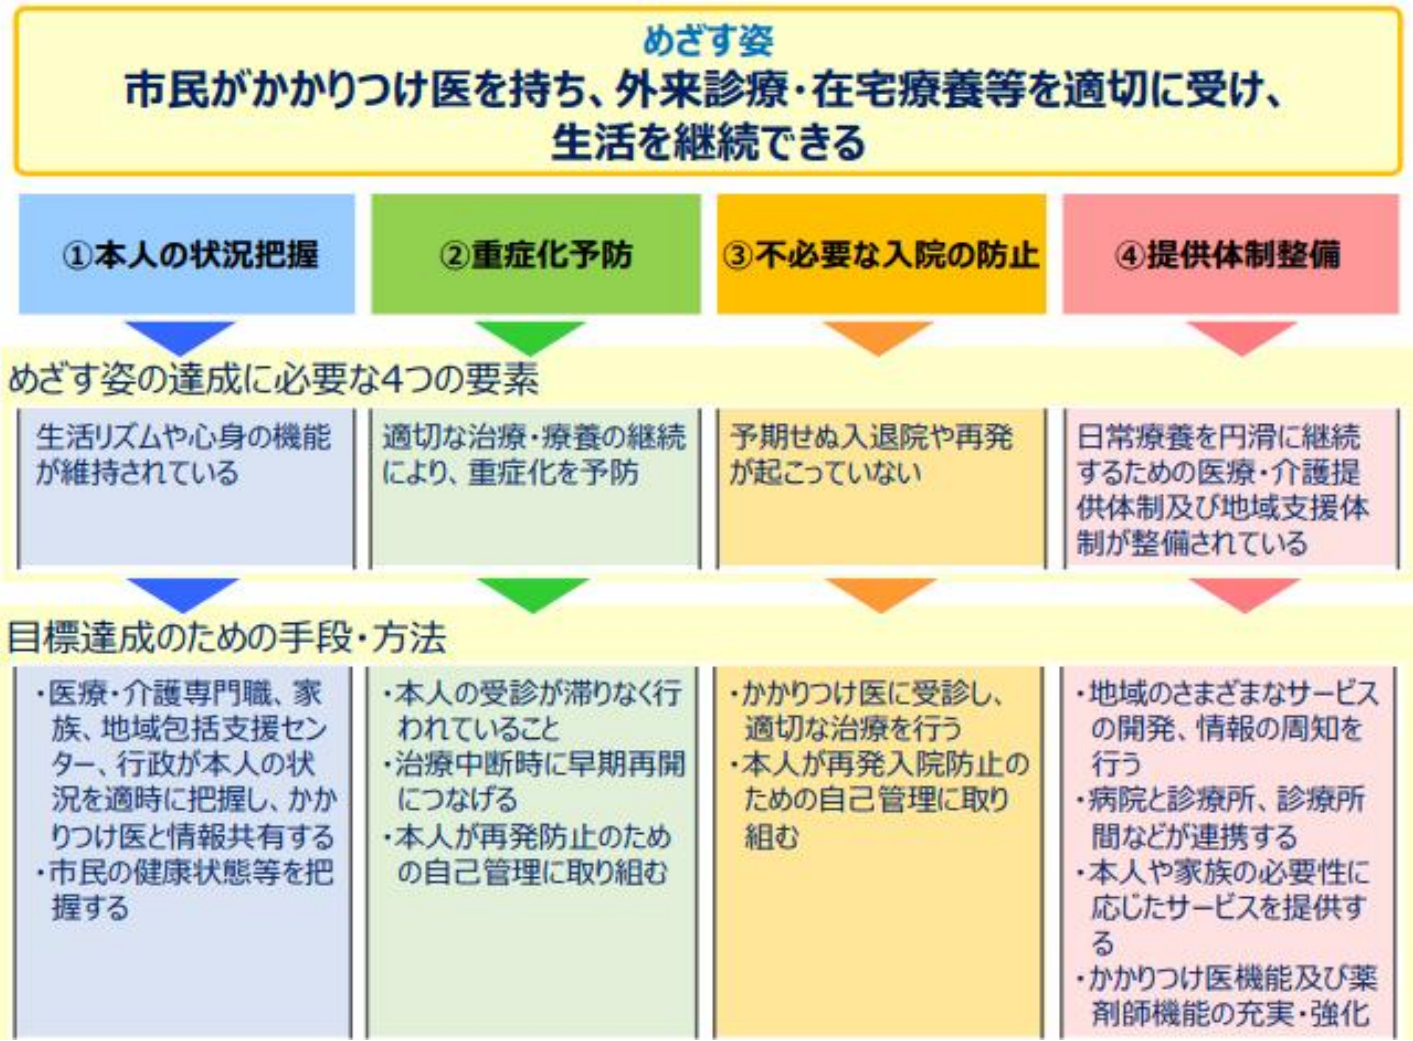 めざす姿
市民がかかりつけ医を持ち、外来診療・在宅療養等を適切に受け、
生活を継続できる
①本人の状況把握
②重症化予防
③不必要な入院の防止
④提供体制整備
めざす姿の達成に必要な4つの要素
生活リズムや心身の機能
が維持されている
適切な治療・療養の継続
により、重症化を予防
予期せぬ入退院や再発
が起こっていない
日常療養を円滑に継続
するための医療・介護提
供体制及び地域支援体
制が整備されている
目標達成のための手段・方法
・医療・介護専門職、家
族、地域包括支援セン
ター、行政が本人の状
況を適時に把握し、かか
りつけ医と情報共有する
・市民の健康状態等を把
握する
・本人の受診が滞りなく行
われていること
・治療中断時に早期再開
につなげる
・本人が再発防止のため
の自己管理に取り組む
・かかりつけ医に受診し、
適切な治療を行う
・本人が再発入院防止の
ための自己管理に取り
組む
・地域のさまざまなサービス
の開発、情報の周知を
行う
・病院と診療所、診療所
間などが連携する
・本人や家族の必要性に
応じたサービスを提供す
る
・かかりつけ医機能及び薬
剤師機能の充実・強化